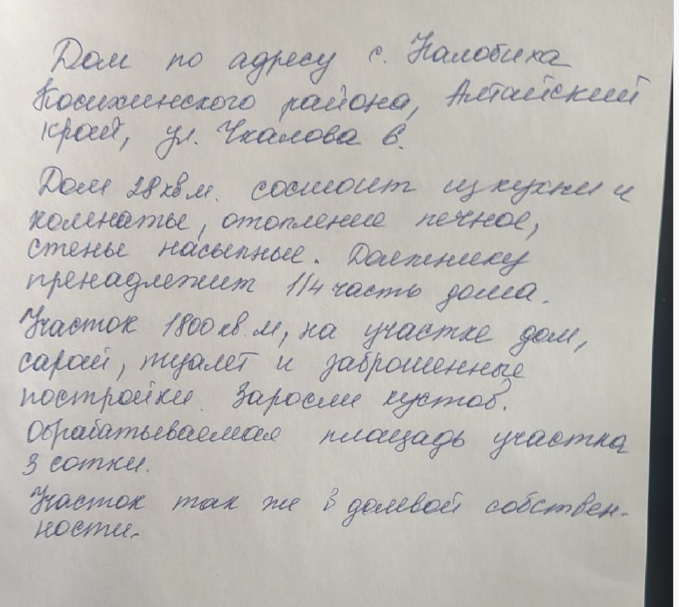 Дом по адресу с. Налобиха
Косихинского района, Алтайский
край, ул. Чкалова 6.
Дом 28 кв м. состоит из кухни и
комнаты, отопление печное,
стены насыпные. Должнику
пренадлежит 1/4 часть дома.
Участок 1800 кв. м, на участке дом,
сарай, туалет и заброшенные
постройки. Заросли кустов.
Обрабатываемая площадь участка
3 сотки.
Участок так же в долевой собствен-
ности.